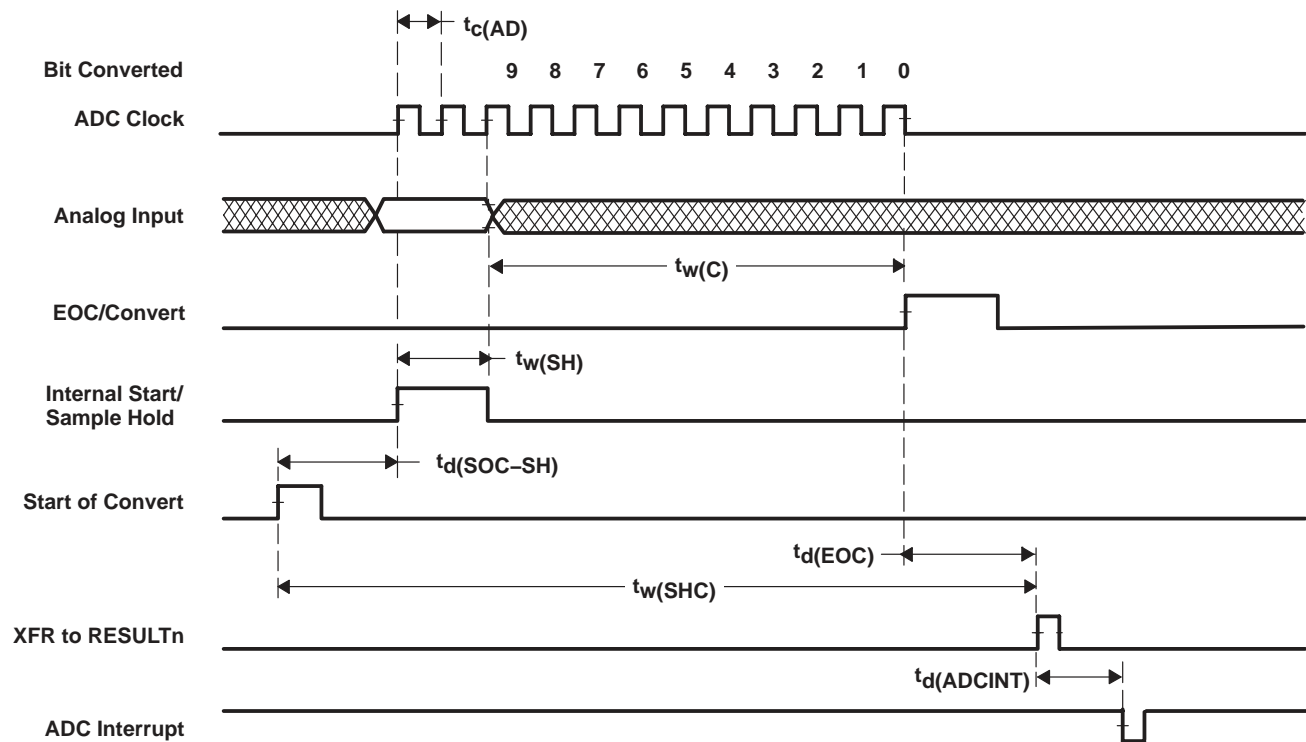 tc(AD)
Bit Converted
9 8 7 6 5 4 3 2 1 0
ADC Clock
Analog Input
tw(C)
EOC/Convert
tw(SH)
Internal Start/
Sample Hold
td(SOC–SH)
Start of Convert
td(EOC)
tw(SHC)
XFR to RESULTn
td(ADCINT)
ADC Interrupt